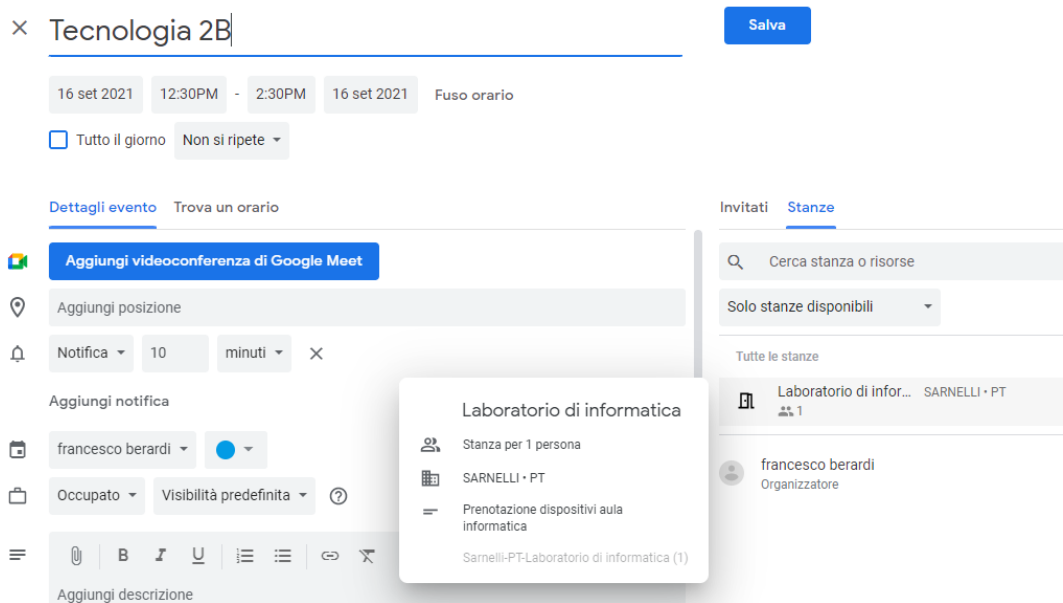 Tecnologia 2B
Salva
16 set 2021 12:30PM - 2:30PM 16 set 2021 Fuso orario
Tutto il giorno Non si ripete
Dettagli evento Trova un orario
Aggiungi videoconferenza di Google Meet
Aggiungi posizione
Notifica 10 minuti
Aggiungi notifica
francesco berardi
Occupato Visibilità predefinita
B I U
Aggiungi descrizione
Invitati Stanze
Cerca stanza o risorse
Solo stanze disponibili
Tutte le stanze
Laboratorio di infor... SARNELLI • PT
1
francesco berardi
Organizzatore
Laboratorio di informatica
Stanza per 1 persona
SARNELLI • PT
Prenotazione dispositivi aula
informatica
Sarnelli-PT-Laboratorio di informatica (1)